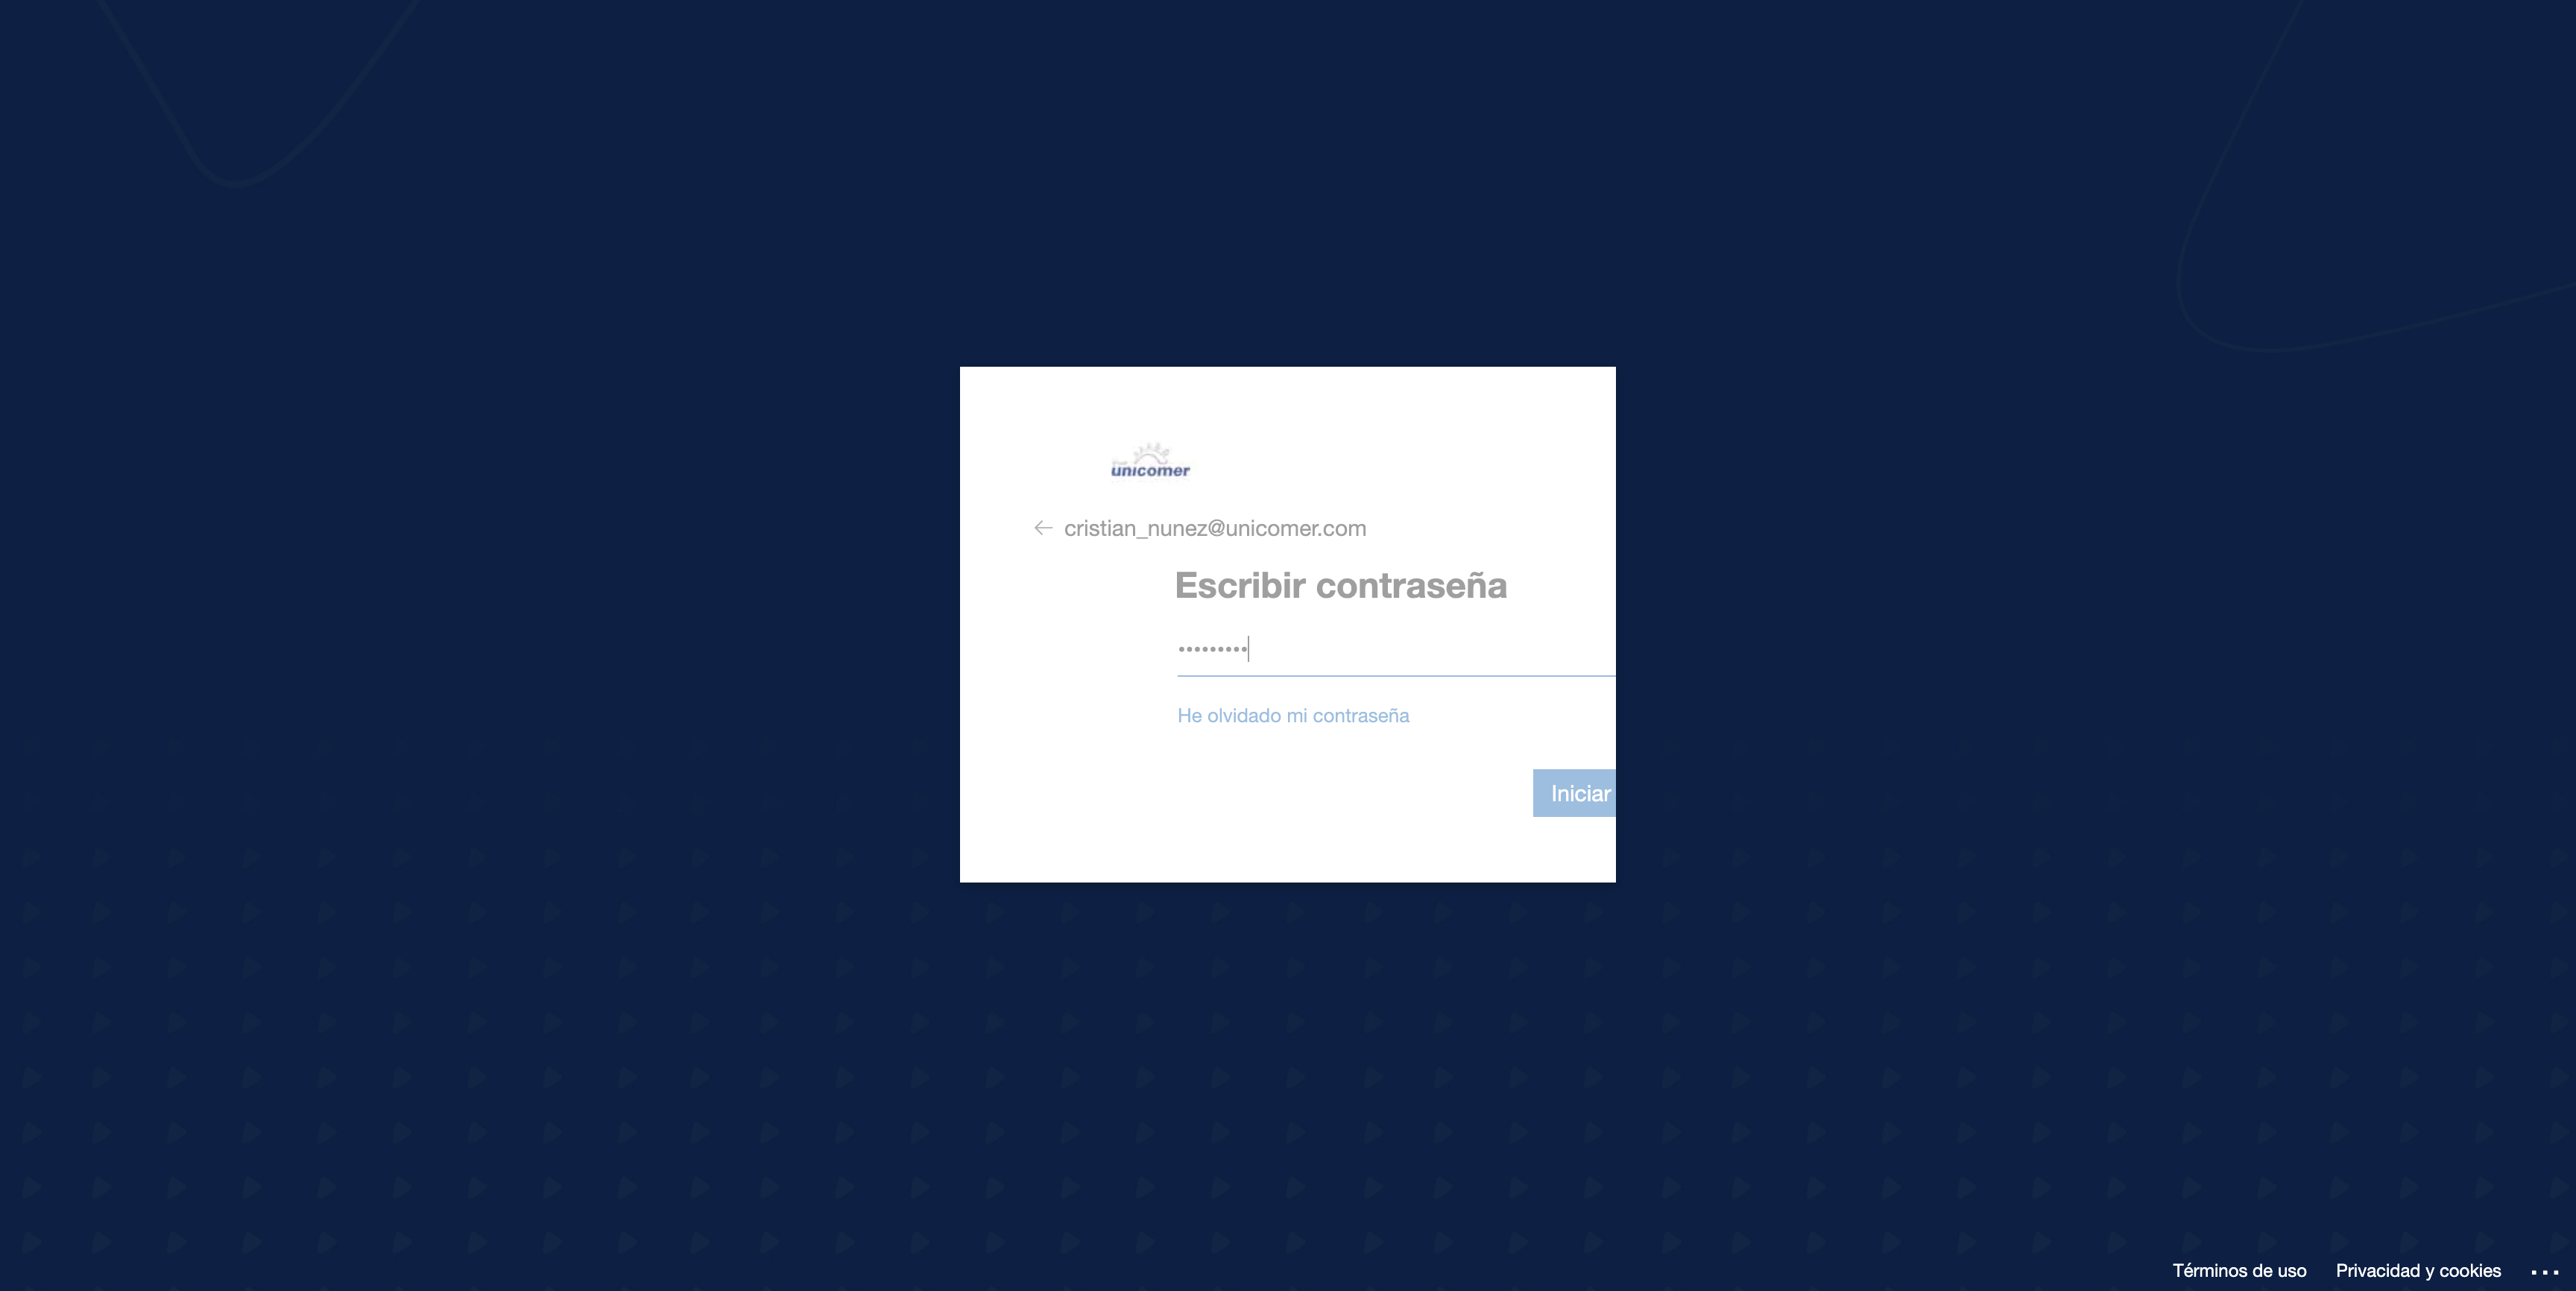 unicomer
cristian_nunez@unicomer.com
Escribir contraseña
•••••••••
He olvidado mi contraseña
Iniciar
Términos de uso Privacidad y cookies